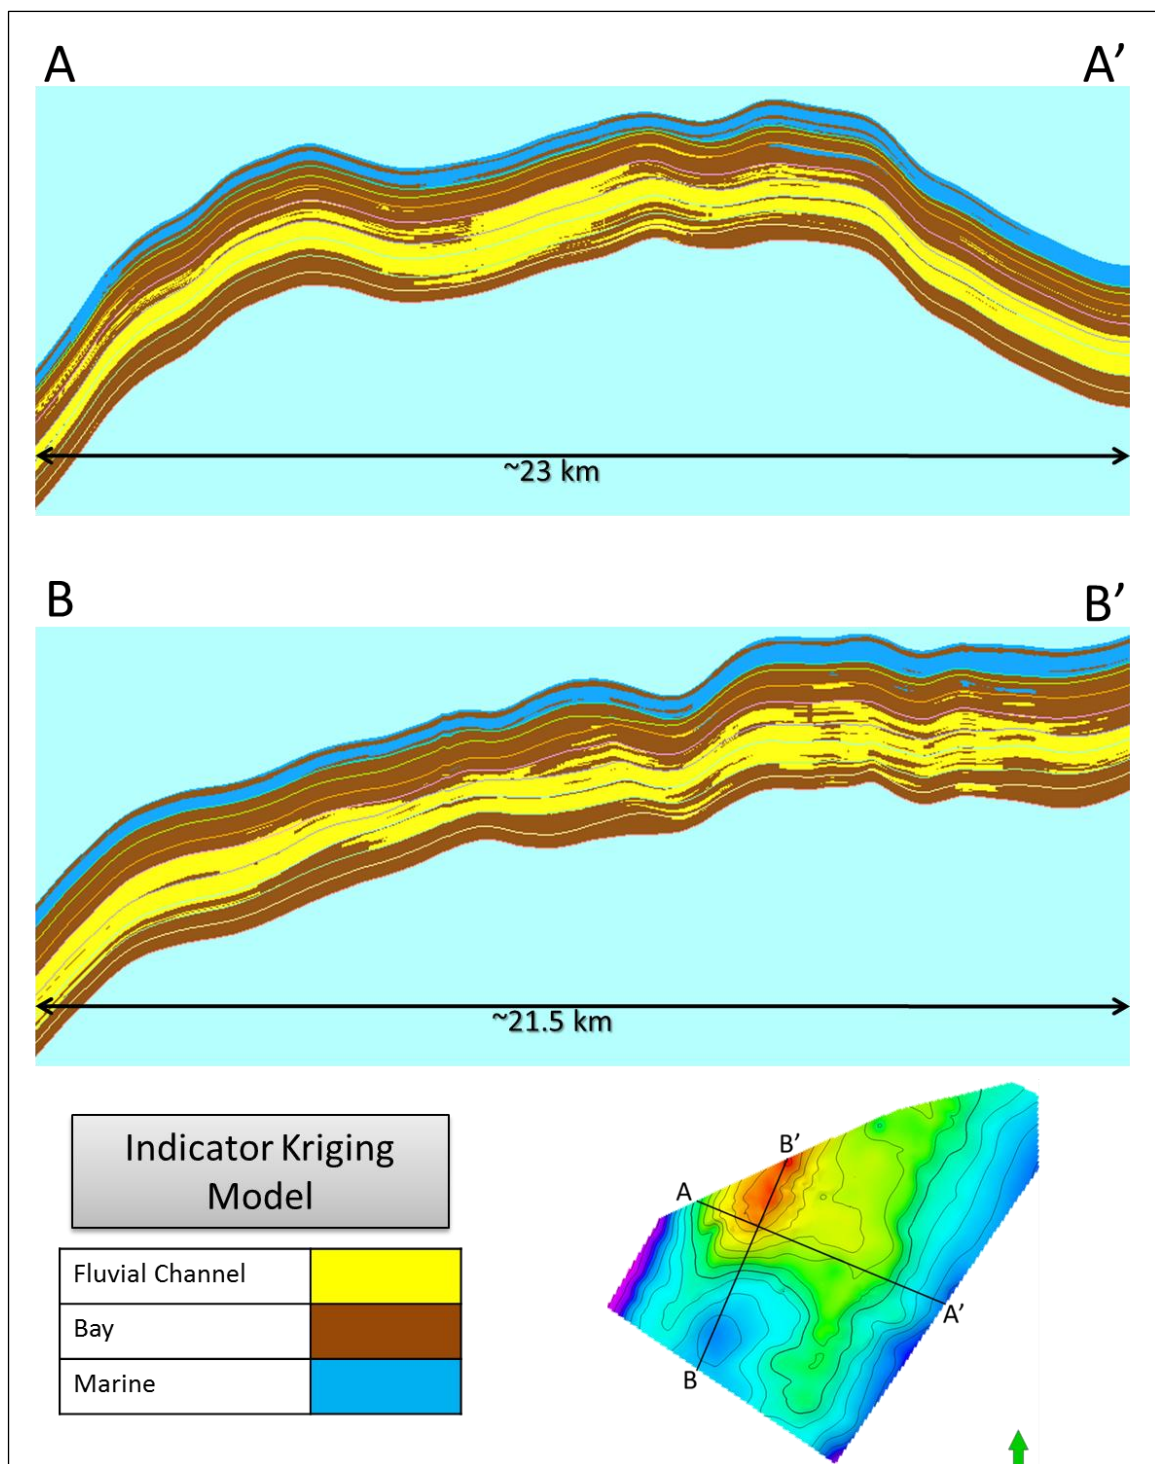 A A’
~23 km
B B’
~21.5 km
Indicator Kriging
Model
Fluvial Channel
Bay
Marine
B’
A
A’
B